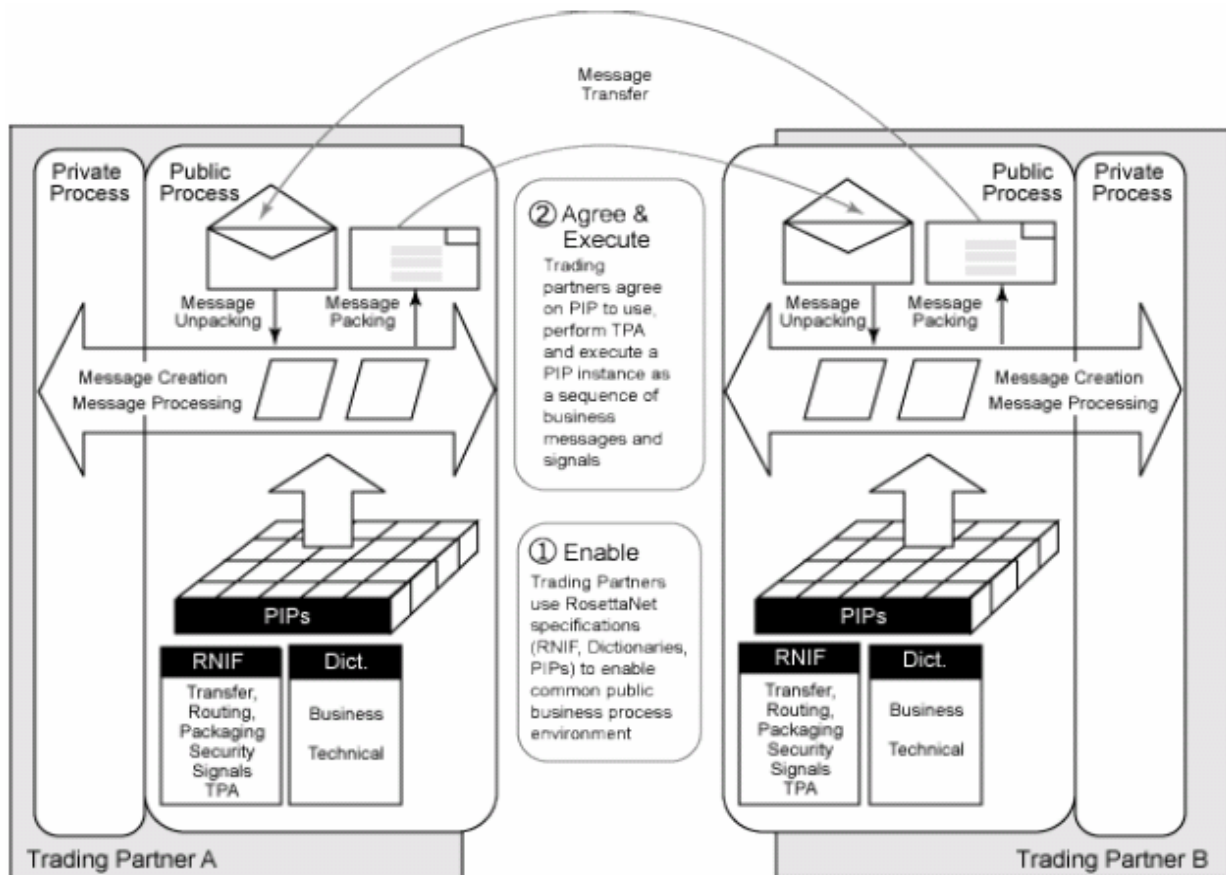 Message
Transfer
Private
Process
Public
Process
Message
Unpacking
Message
Packing
Message Creation
Message Processing
PIPs
RNIF
Transfer,
Routing,
Packaging
Security
Signals
TPA
Dict.
Business
Technical
Trading Partner A
② Agree &
Execute
Trading
partners agree
on PIP to use,
perform TPA
and execute a
PIP instance as
a sequence of
business
messages and
signals
① Enable
Trading Partners
use RosettaNet
specifications
(RNIF, Dictionaries,
PIPs) to enable
common public
business process
environment
Public
Process
Private
Process
Message
Unpacking
Message
Packing
Message Creation
Message Processing
PIPs
RNIF
Transfer,
Routing,
Packaging
Security
Signals
TPA
Dict.
Business
Technical
Trading Partner B